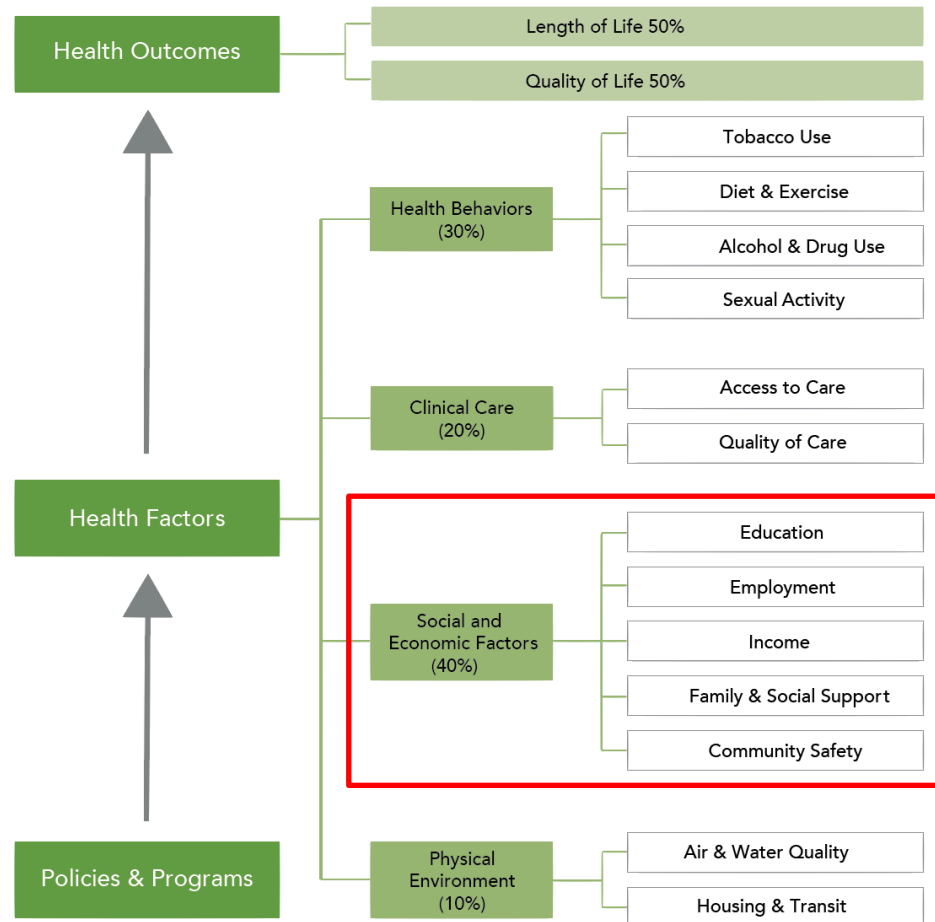 Health Outcomes
Length of Life 50%
Quality of Life 50%
Health Factors
Health Behaviors
(30%)
Tobacco Use
Diet & Exercise
Alcohol & Drug Use
Sexual Activity
Clinical Care
(20%)
Access to Care
Quality of Care
Social and
Economic Factors
(40%)
Education
Employment
Income
Family & Social Support
Community Safety
Physical
Environment
(10%)
Air & Water Quality
Housing & Transit
Policies & Programs